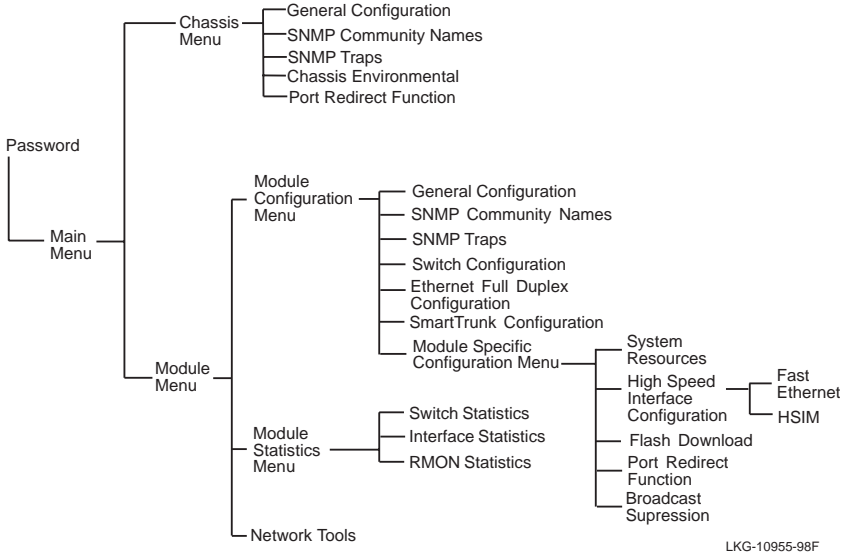 Password
Main
Menu
Chassis
Menu
General Configuration
SNMP Community Names
SNMP Traps
Chassis Environmental
Port Redirect Function
Module
Menu
Module
Configuration
Menu
General Configuration
SNMP Community Names
SNMP Traps
Switch Configuration
Ethernet Full Duplex
Configuration
SmartTrunk Configuration
Module Specific
Configuration Menu
System
Resources
High Speed
Interface
Configuration
Fast
Ethernet
HSIM
Flash Download
Port Redirect
Function
Broadcast
Supression
Module
Statistics
Menu
Switch Statistics
Interface Statistics
RMON Statistics
Network Tools
LKG-10955-98F